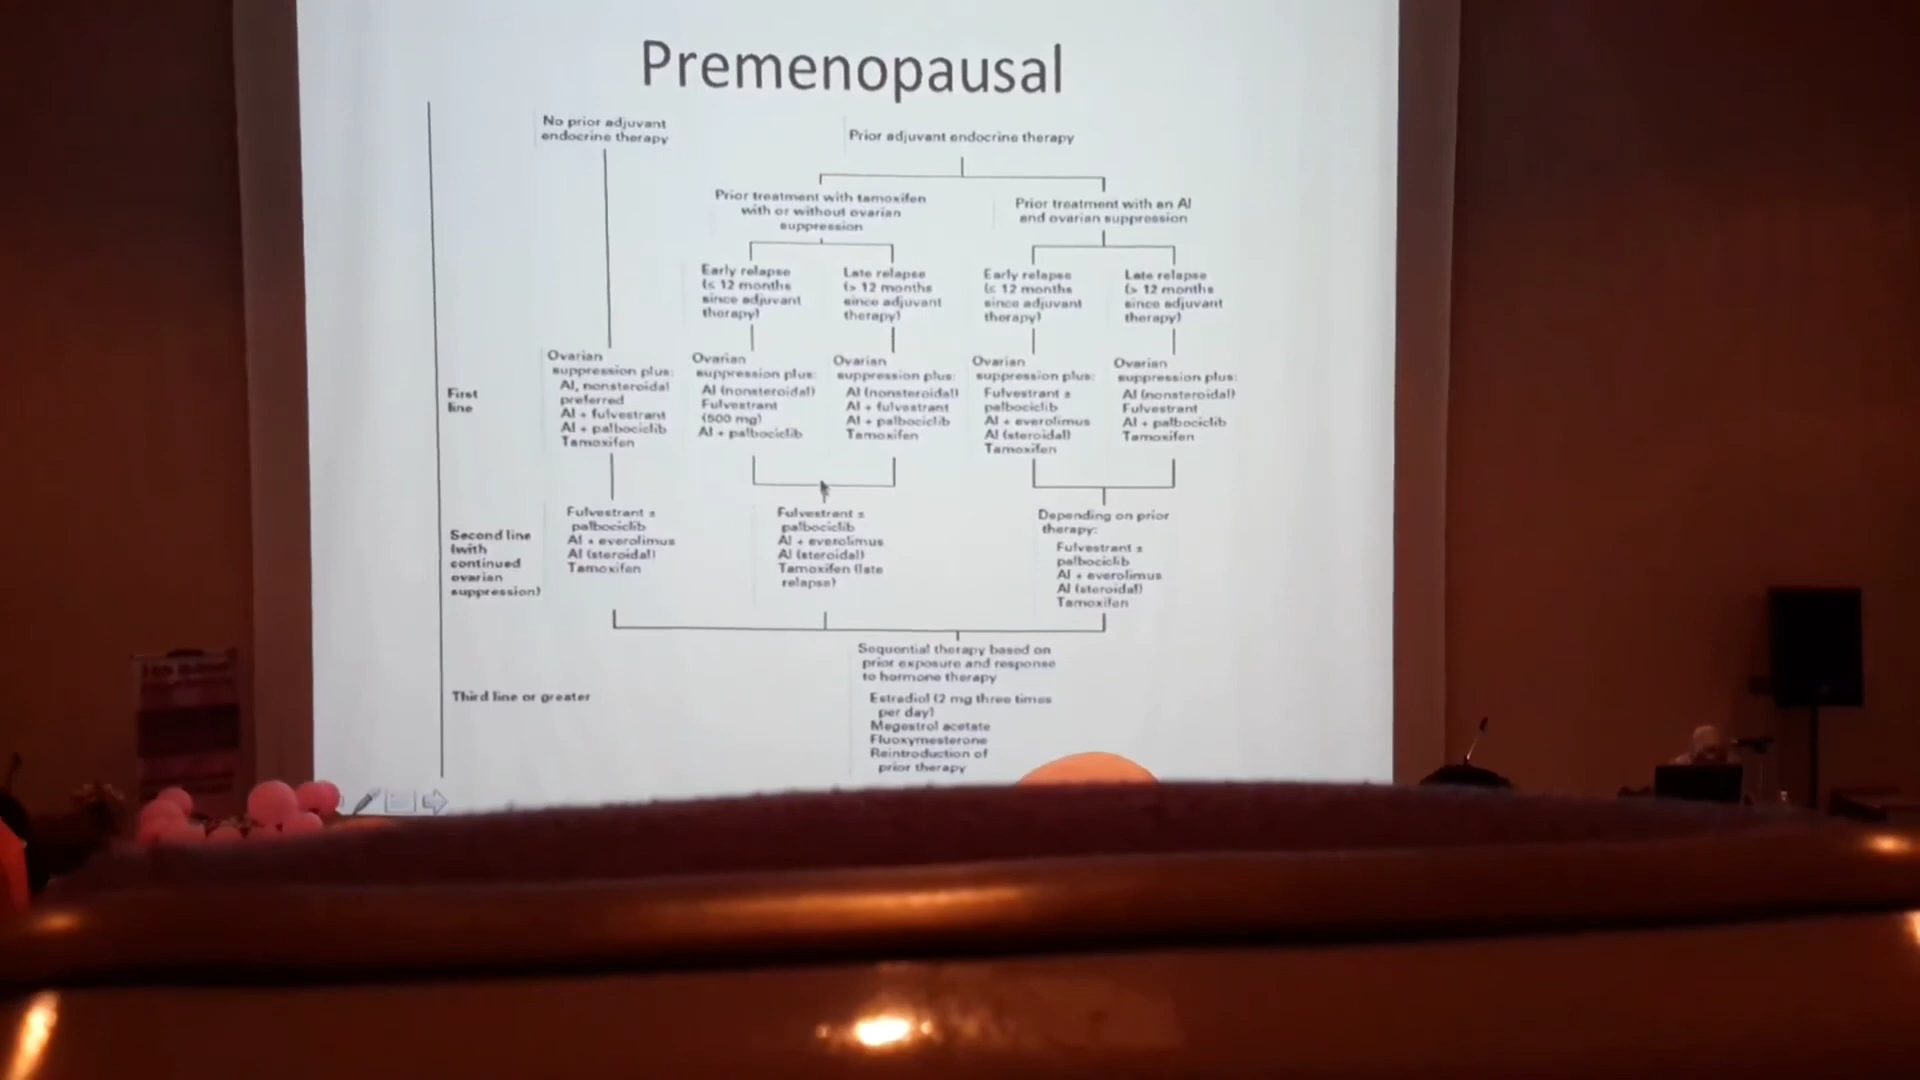 Premenopausal
No prior adjuvant
endocrine therapy
Prior adjuvant endocrine therapy
Prior treatment with tamoxifen
with or without ovarian
suppression
Prior treatment with an AI
and ovarian suppression
Early relapse
(≤ 12 months
since adjuvant
therapy)
Late relapse
(> 12 months
since adjuvant
therapy)
Early relapse
(≤ 12 months
since adjuvant
therapy)
Late relapse
(> 12 months
since adjuvant
therapy)
First
line
Ovarian
suppression plus:
AI, nonsteroidal
preferred
AI + fulvestrant
AI + palbociclib
Tamoxifen
Ovarian
suppression plus:
AI (nonsteroidal)
Fulvestrant
(500 mg)
AI + palbociclib
Ovarian
suppression plus:
AI (nonsteroidal)
AI + fulvestrant
AI + palbociclib
Tamoxifen
Ovarian
suppression plus:
Fulvestrant ±
palbociclib
AI + everolimus
AI (steroidal)
Tamoxifen
Ovarian
suppression plus:
AI (nonsteroidal)
Fulvestrant
AI + palbociclib
Tamoxifen
Second line
(with
continued
ovarian
suppression)
Fulvestrant ±
palbociclib
AI + everolimus
AI (steroidal)
Tamoxifen
Fulvestrant ±
palbociclib
AI + everolimus
AI (steroidal)
Tamoxifen (late
relapse)
Depending on prior
therapy:
Fulvestrant ±
palbociclib
AI + everolimus
AI (steroidal)
Tamoxifen
Third line or greater
Sequential therapy based on
prior exposure and response
to hormone therapy
Estradiol (2 mg three times
per day)
Megestrol acetate
Fluoxymesterone
Reintroduction of
prior therapy